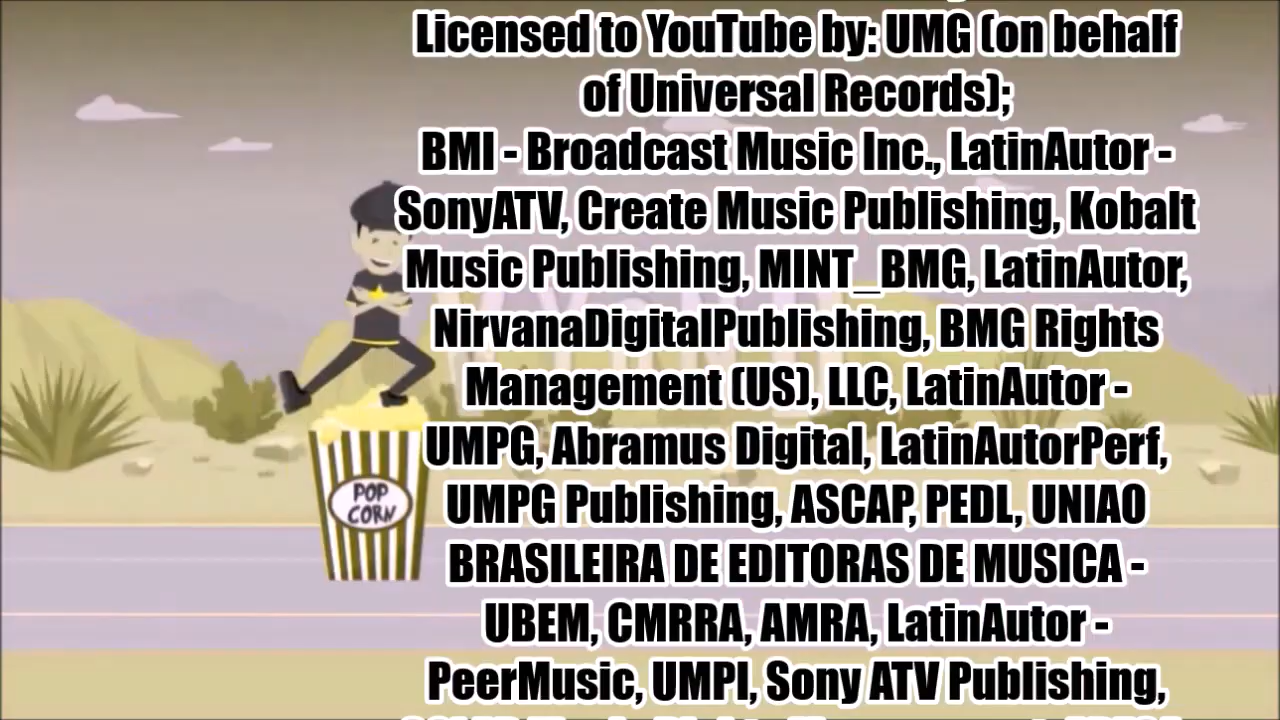 Licensed to YouTube by: UMG (on behalf
of Universal Records);
BMI - Broadcast Music Inc., LatinAutor -
SonyATV, Create Music Publishing, Kobalt
Music Publishing, MINT_BMG, LatinAutor,
NirvanaDigitalPublishing, BMG Rights
Management (US), LLC, LatinAutor -
UMPG, Abramus Digital, LatinAutorPerf,
UMPG Publishing, ASCAP, PEDL, UNIAO
BRASILEIRA DE EDITORAS DE MUSICA -
UBEM, CMRRA, AMRA, LatinAutor -
PeerMusic, UMPI, Sony ATV Publishing,
POP
CORN